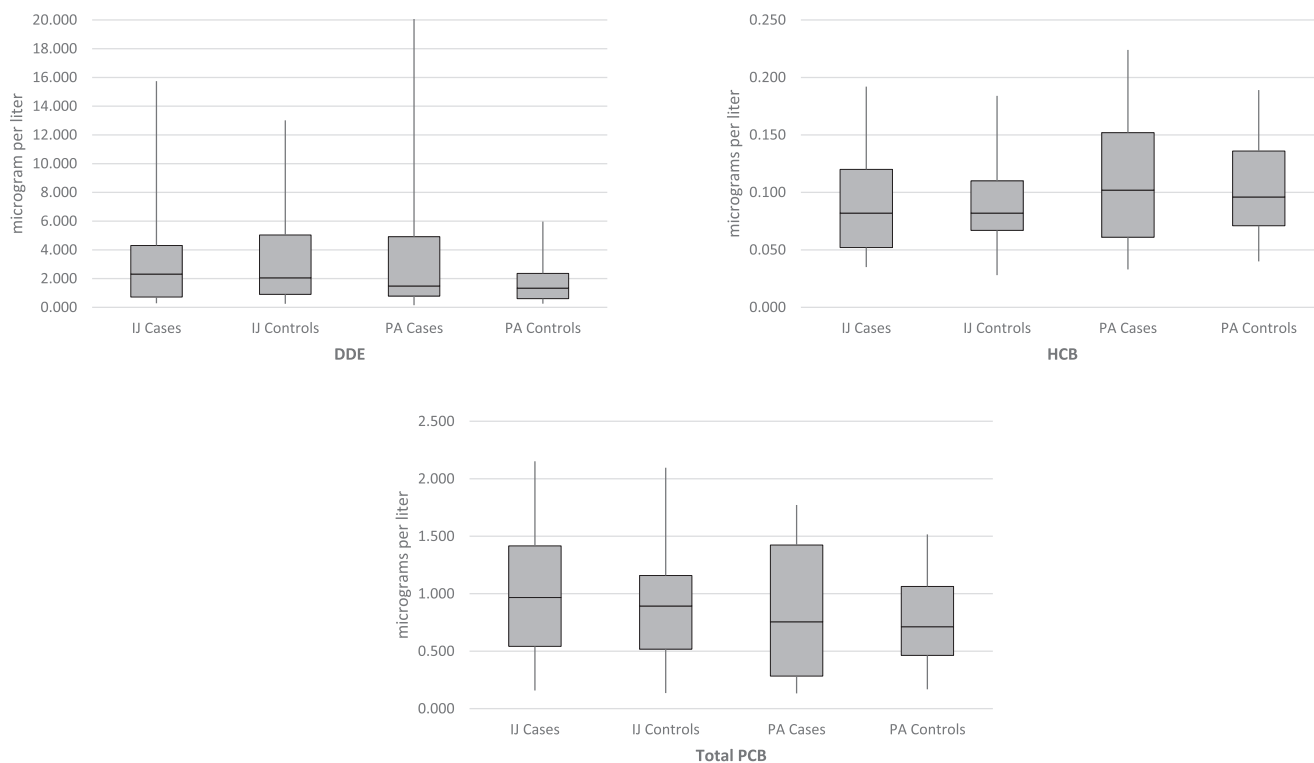 20.000
18.000
16.000
14.000
12.000
10.000
8.000
6.000
4.000
2.000
0.000
microgram per liter
IJ Cases IJ Controls PA Cases PA Controls
DDE
0.250
0.200
0.150
0.100
0.050
0.000
micrograms per liter
IJ Cases IJ Controls PA Cases PA Controls
HCB
2.500
2.000
1.500
1.000
0.500
0.000
micrograms per liter
IJ Cases IJ Controls PA Cases PA Controls
Total PCB